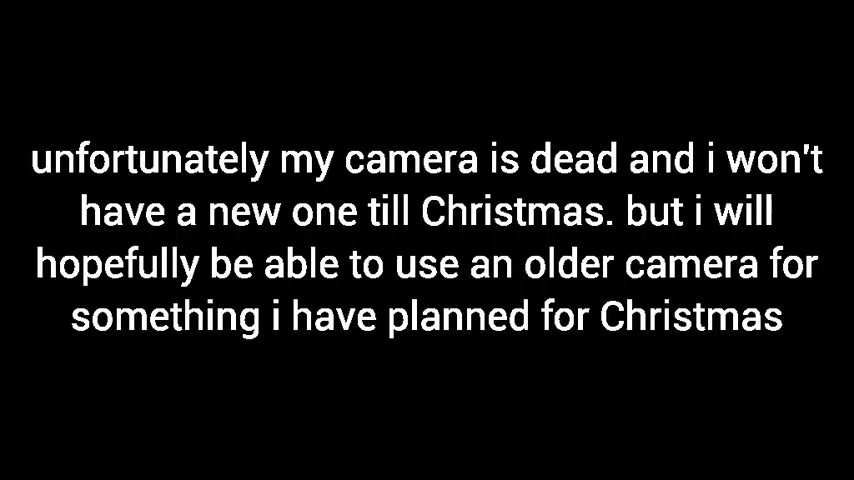 unfortunately my camera is dead and i won't
have a new one till Christmas. but i will
hopefully be able to use an older camera for
something i have planned for Christmas